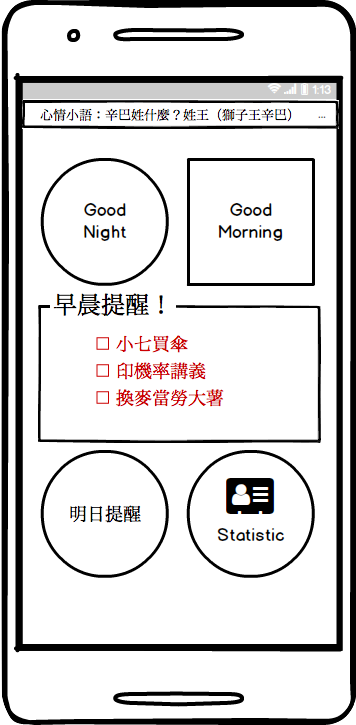 1:13
心情小語：辛巴姓什麼？姓王（獅子王辛巴） ...
Good
Night
Good
Morning
早晨提醒！
□ 小七買傘
□ 印機率講義
□ 換麥當勞大薯
明日提醒
Statistic